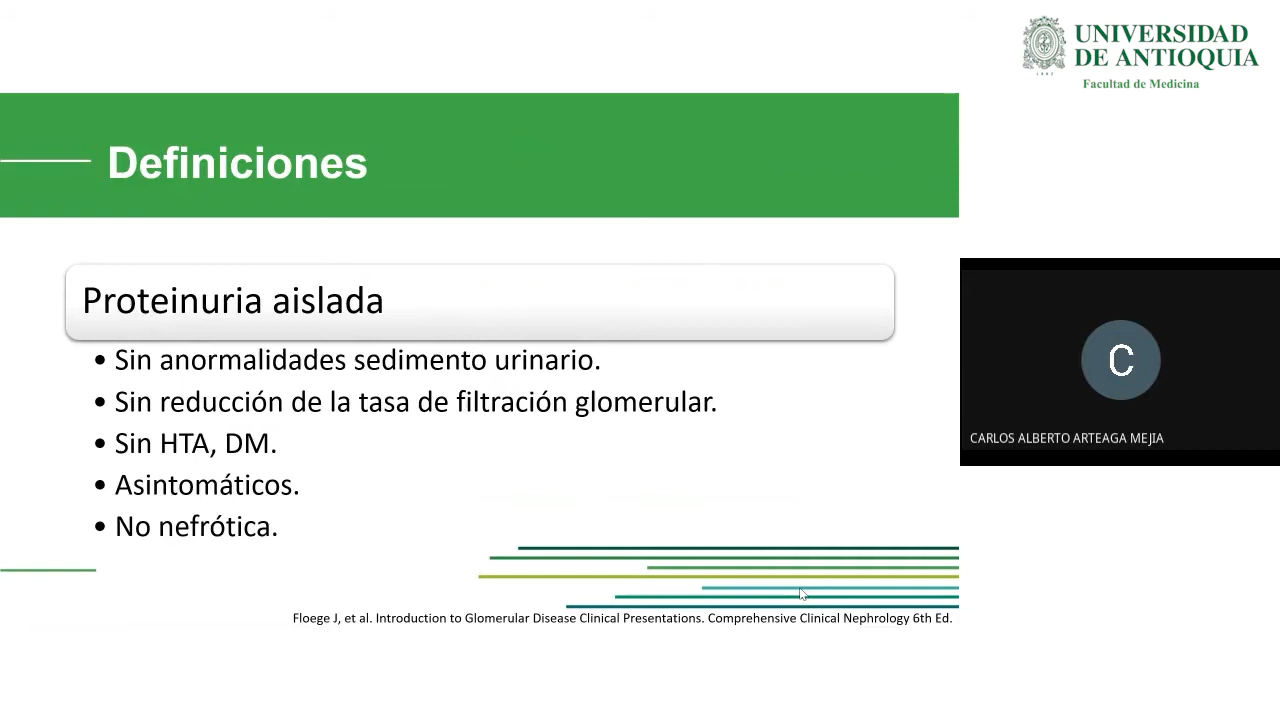 UNIVERSIDAD
DE ANTIOQUIA
Facultad de Medicina
Definiciones
Proteinuria aislada
• Sin anormalidades sedimento urinario.
• Sin reducción de la tasa de filtración glomerular.
• Sin HTA, DM.
• Asintomáticos.
• No nefrótica.
C
CARLOS ALBERTO ARTEAGA MEJIA
Floege J, et al. Introduction to Glomerular Disease Clinical Presentations. Comprehensive Clinical Nephrology 6th Ed.